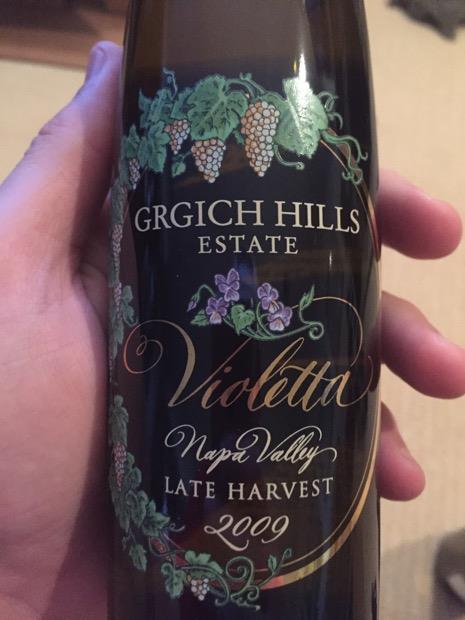 GRGICH HILLS
ESTATE
Violetta
Napa Valley
LATE HARVEST
2009